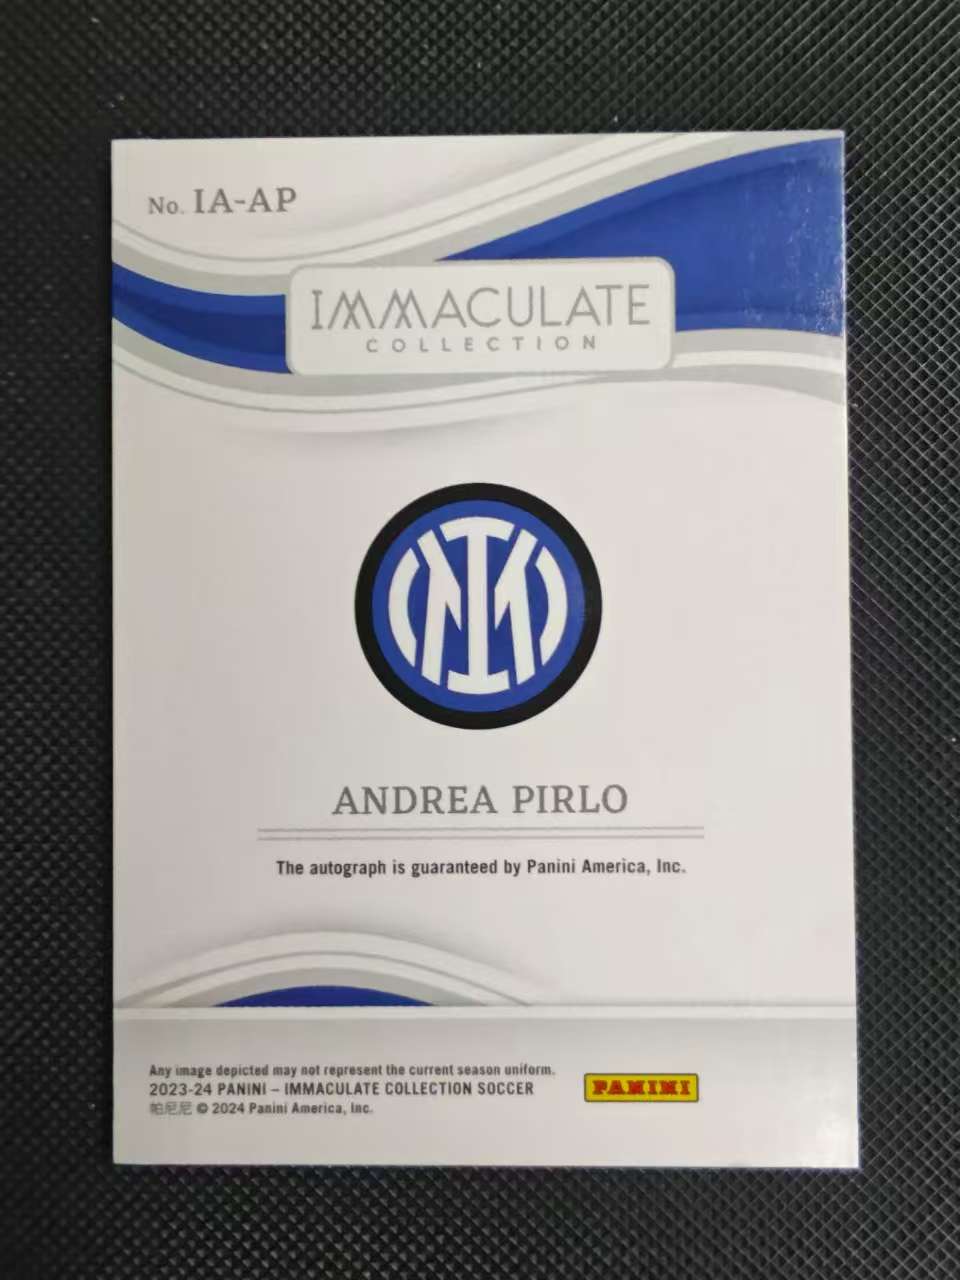 No. IA-AP
IMMACULATE
COLLECTION
IM
ANDREA PIRLO
The autograph is guaranteed by Panini America, Inc.
Any image depicted may not represent the current season uniform.
2023-24 PANINI – IMMACULATE COLLECTION SOCCER
帕尼尼 © 2024 Panini America, Inc.
PANINI